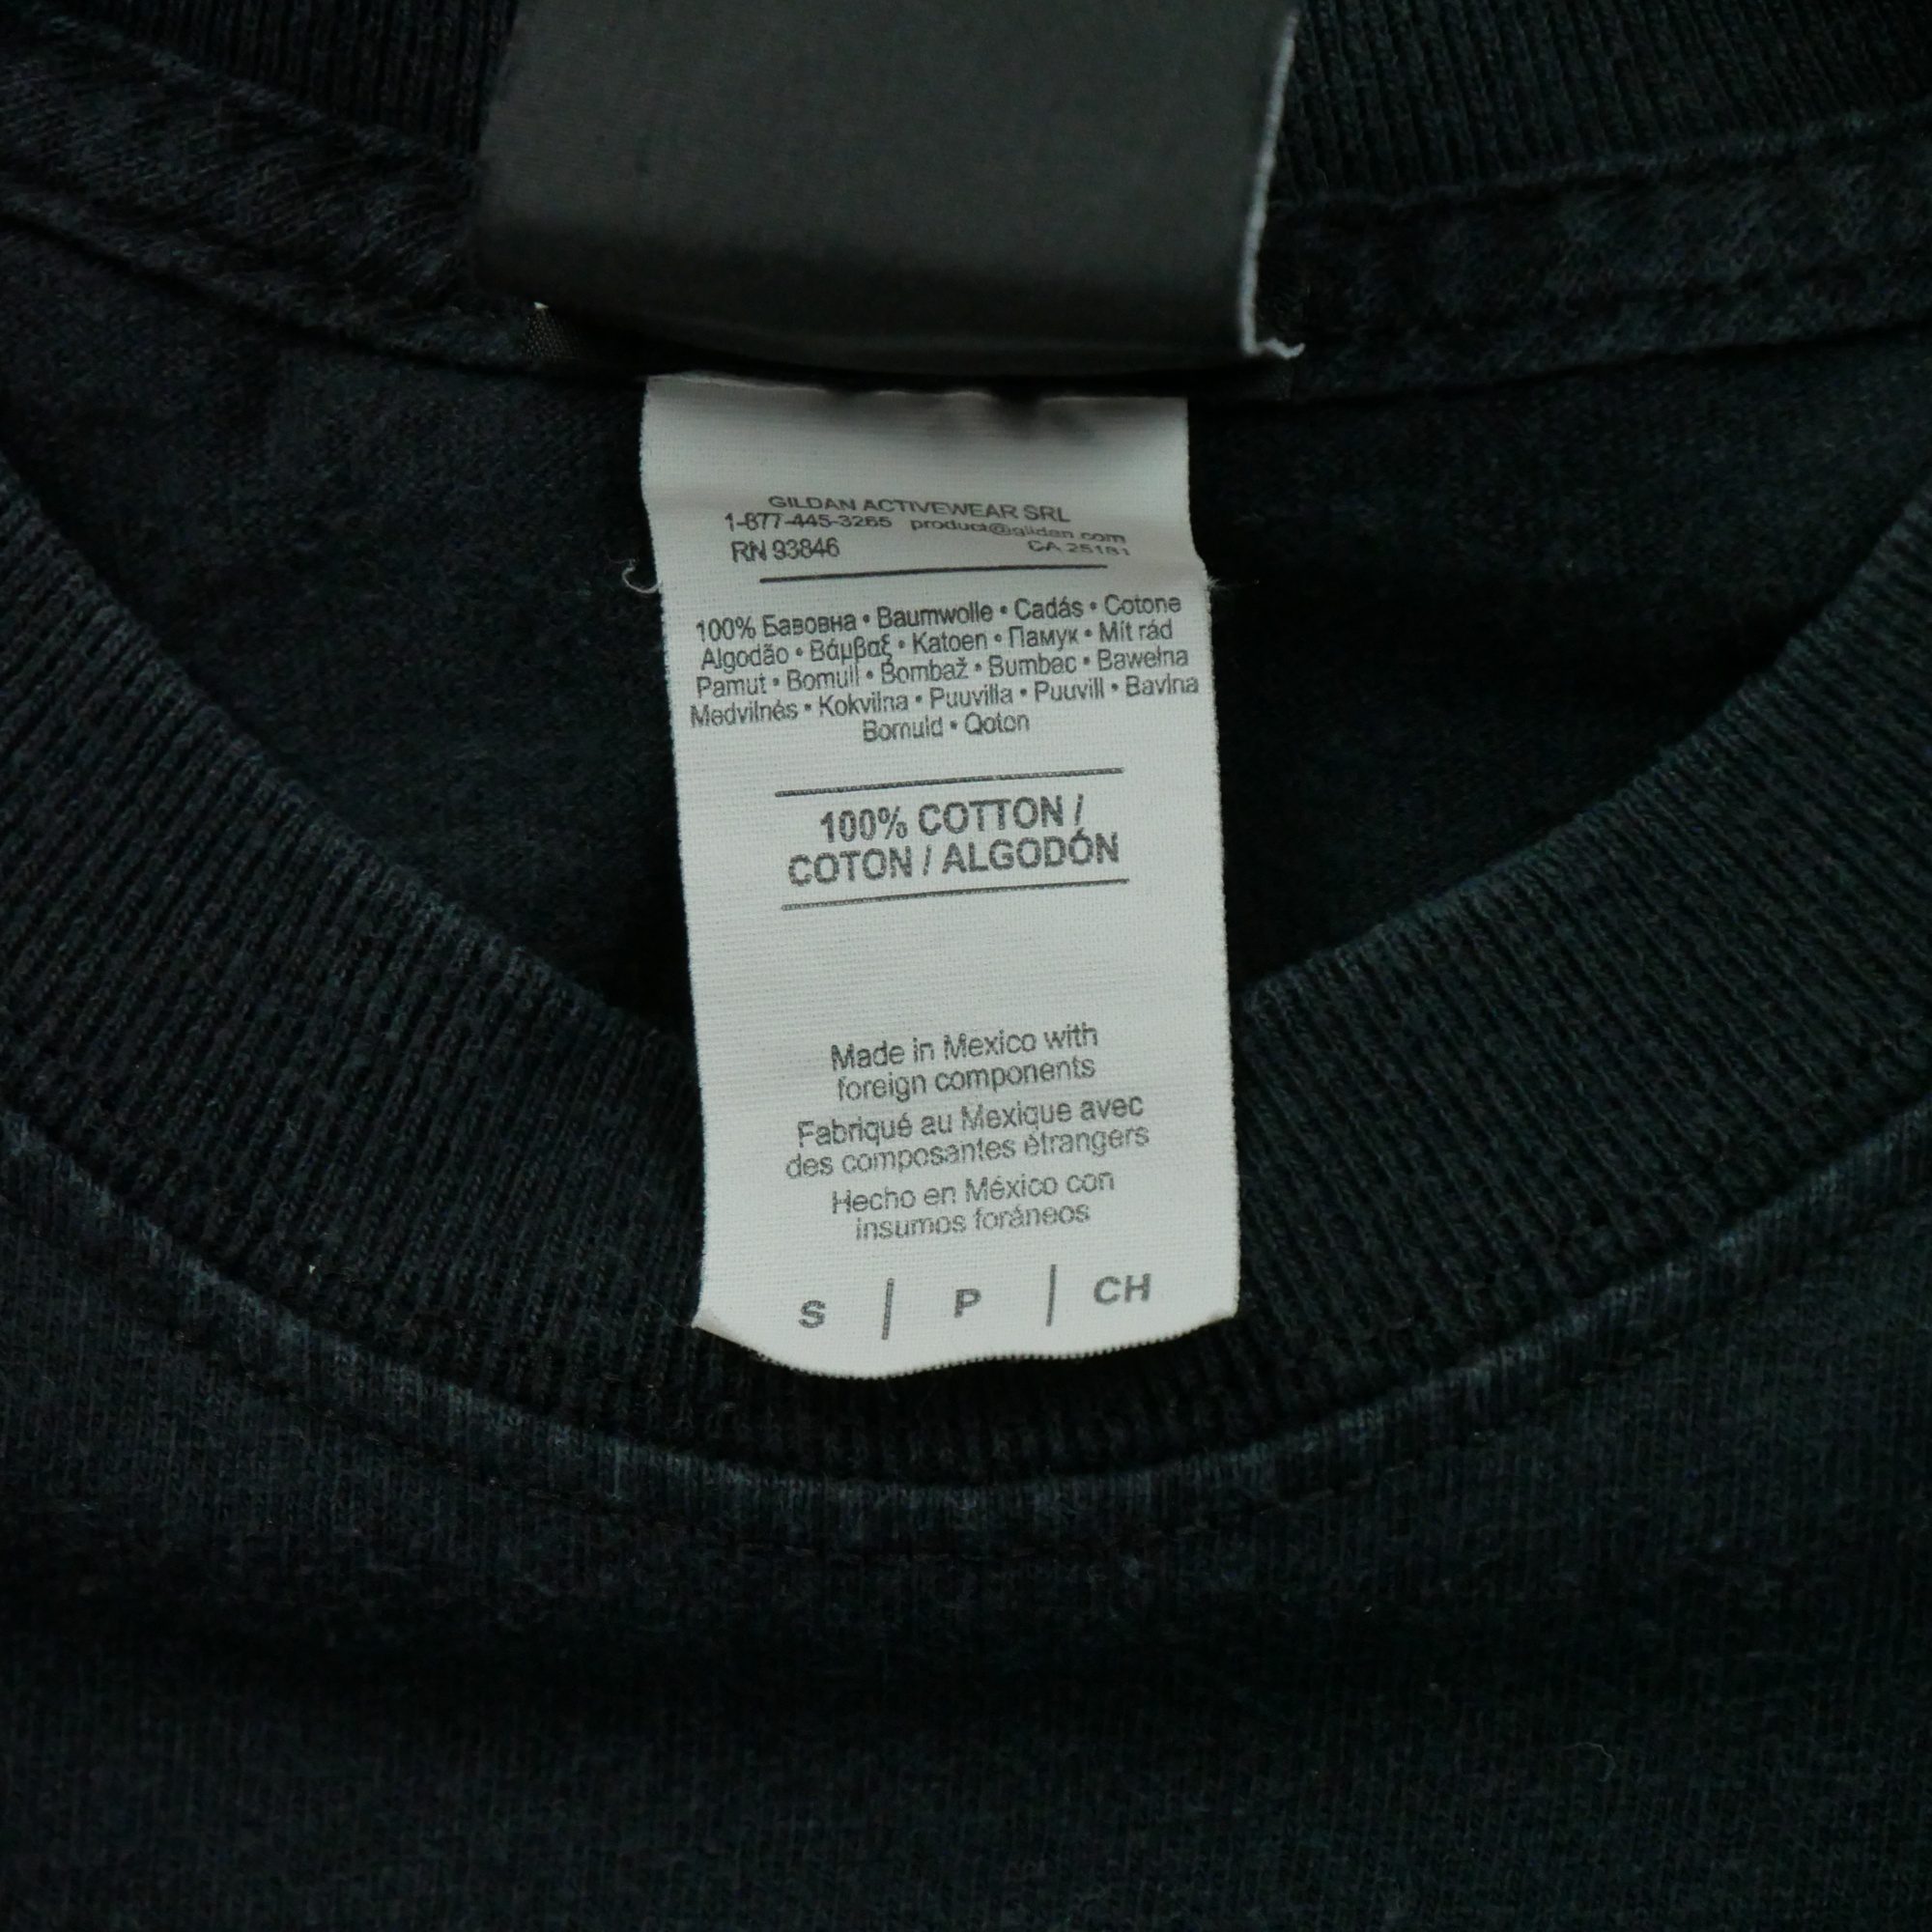 GILDAN ACTIVEWEAR SRL
1-877-445-3265 product@gildan.com
RN 93846 CA 25181
100% Бавовна • Baumwolle • Cadás • Cotone
Algodão • Βάμβαξ • Katoen • Памук • Mit rád
Pamut • Bomull • Bombaž • Bumbac • Bawełna
Medvilnės • Kokvilna • Puuvilla • Puuvill • Bavlna
Bomuld • Qoton
100% COTTON /
COTON / ALGODÓN
Made in Mexico with
foreign components
Fabriqué au Mexique avec
des composantes étrangers
Hecho en México con
insumos foráneos
S | P | CH